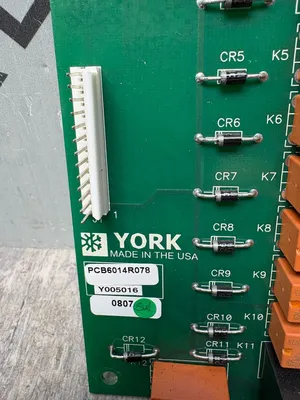 CR5
K5
CR6
K6
CR7
K7
CR8
K8
1
YORK
MADE IN THE USA
CR9
K9
PCB6014R078
Y005016
0807
CR10
K10
CR12
CR11
K11